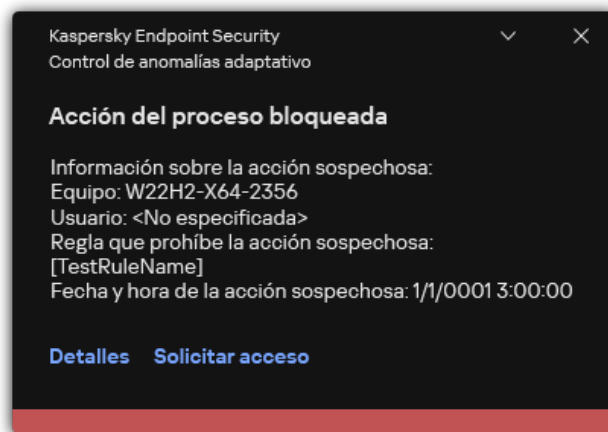 Kaspersky Endpoint Security
Control de anomalías adaptativo
Acción del proceso bloqueada
Información sobre la acción sospechosa:
Equipo: W22H2-X64-2356
Usuario: <No especificada>
Regla que prohíbe la acción sospechosa:
[TestRuleName]
Fecha y hora de la acción sospechosa: 1/1/0001 3:00:00
Detalles Solicitar acceso